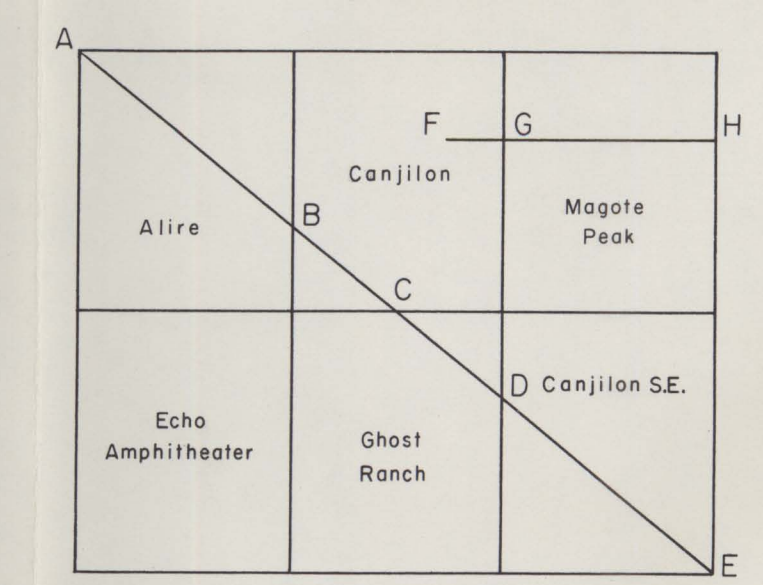 A
F
G
H
Canjilon
Magote
Peak
B
Alire
C
D
Canjilon S.E.
Echo
Amphitheater
Ghost
Ranch
E